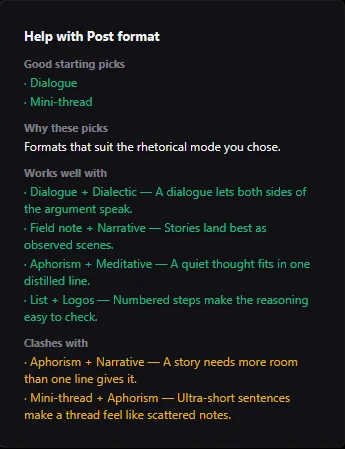 Help with Post format
Good starting picks
· Dialogue
· Mini-thread
Why these picks
Formats that suit the rhetorical mode you chose.
Works well with
· Dialogue + Dialectic — A dialogue lets both sides of
the argument speak.
· Field note + Narrative — Stories land best as
observed scenes.
· Aphorism + Meditative — A quiet thought fits in one
distilled line.
· List + Logos — Numbered steps make the reasoning
easy to check.
Clashes with
· Aphorism + Narrative — A story needs more room
than one line gives it.
· Mini-thread + Aphorism — Ultra-short sentences
make a thread feel like scattered notes.